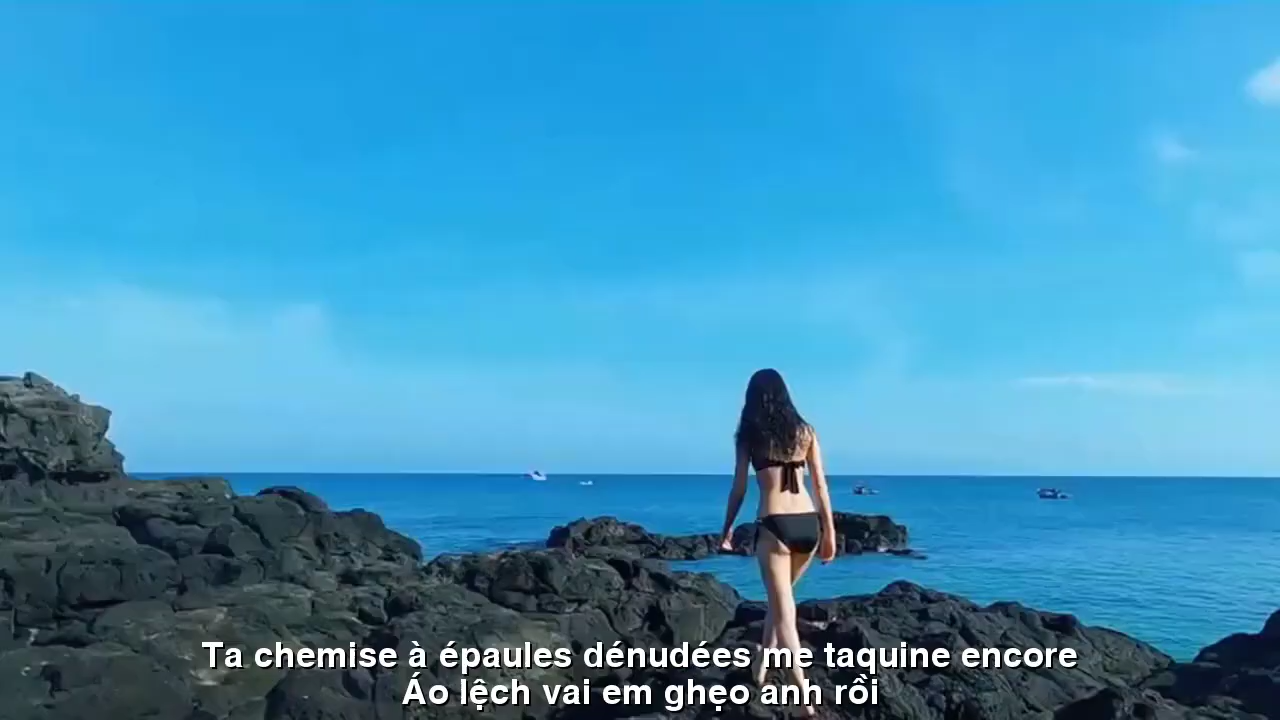 Ta chemise à épaules dénudées me taquine encore
Áo lệch vai em ghẹo anh rồi